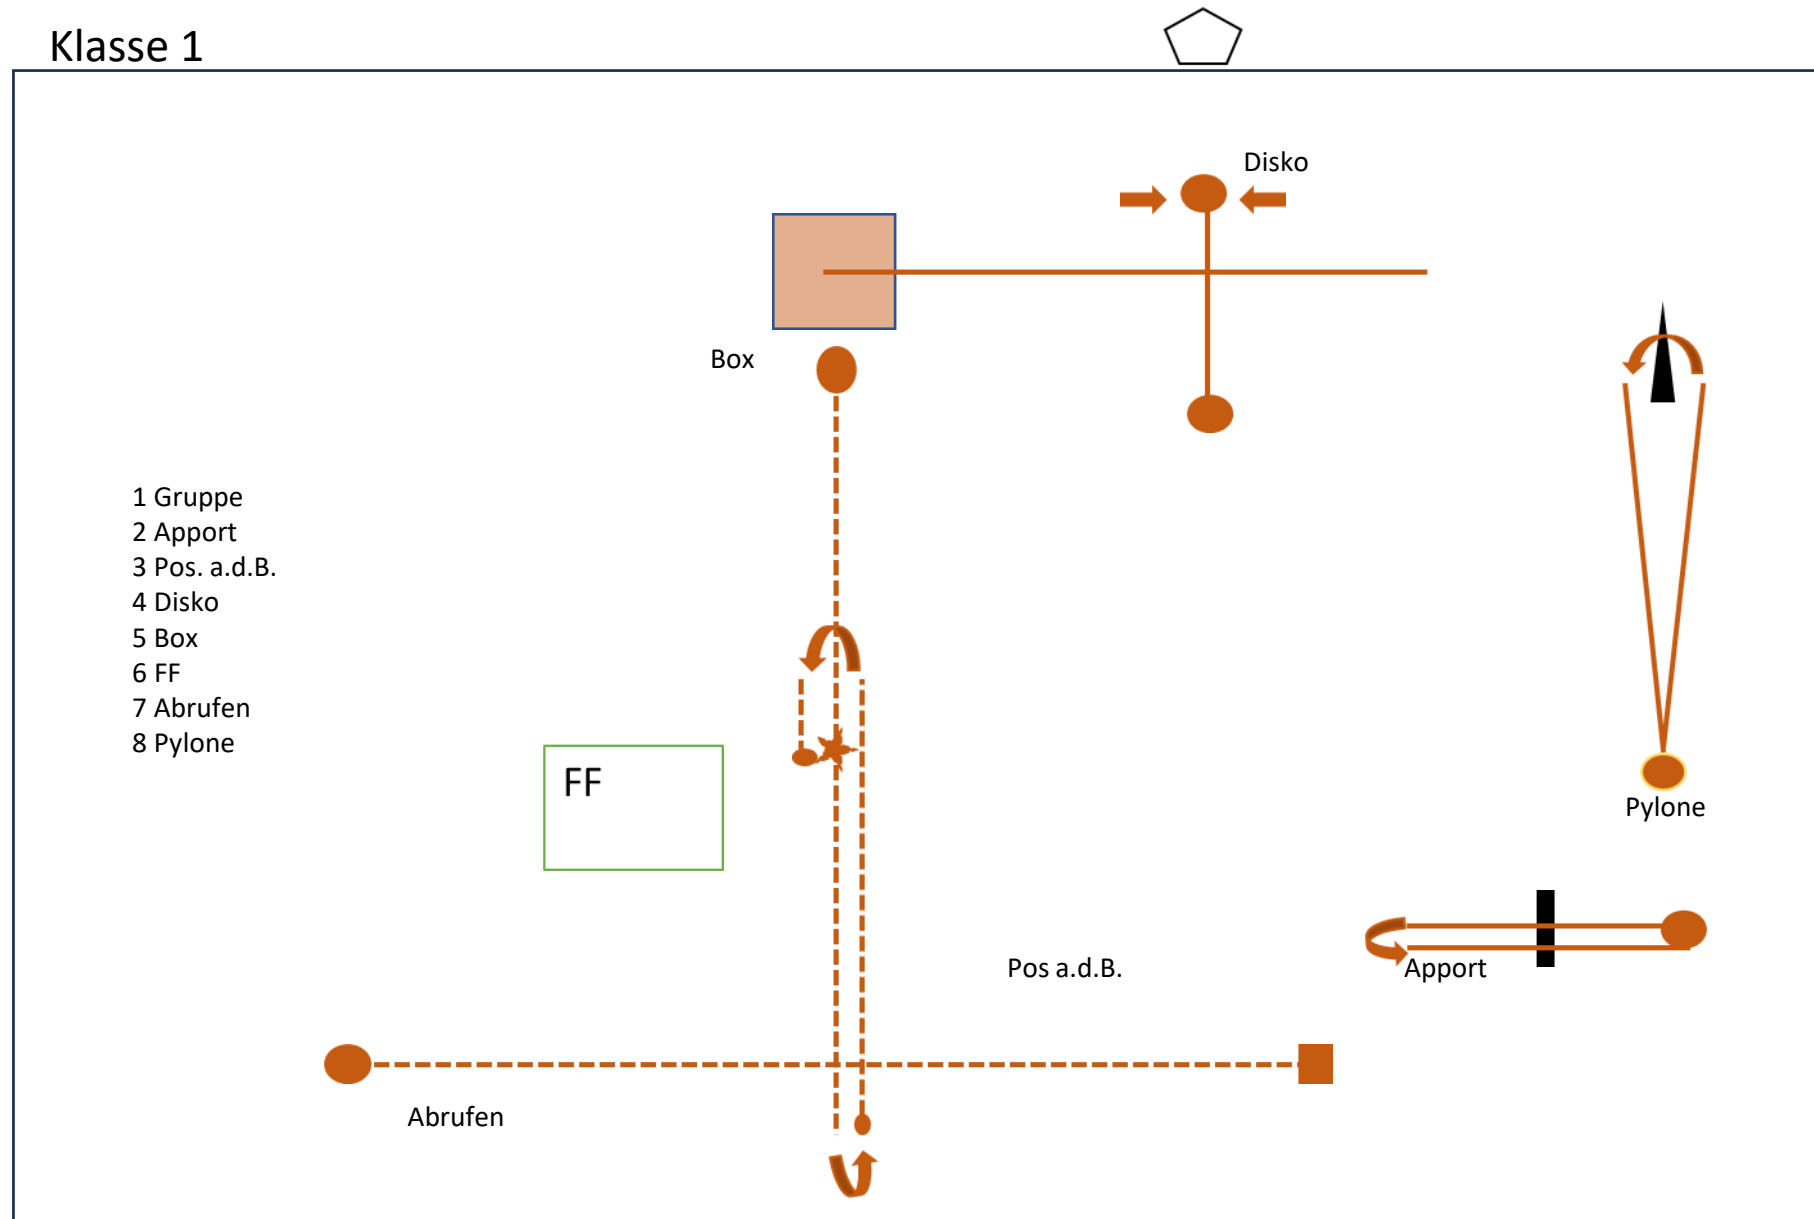 Klasse 1
Disko
Box
1 Gruppe
2 Apport
3 Pos. a.d.B.
4 Disko
5 Box
6 FF
7 Abrufen
8 Pylone
FF
Pylone
Pos a.d.B.
Apport
Abrufen